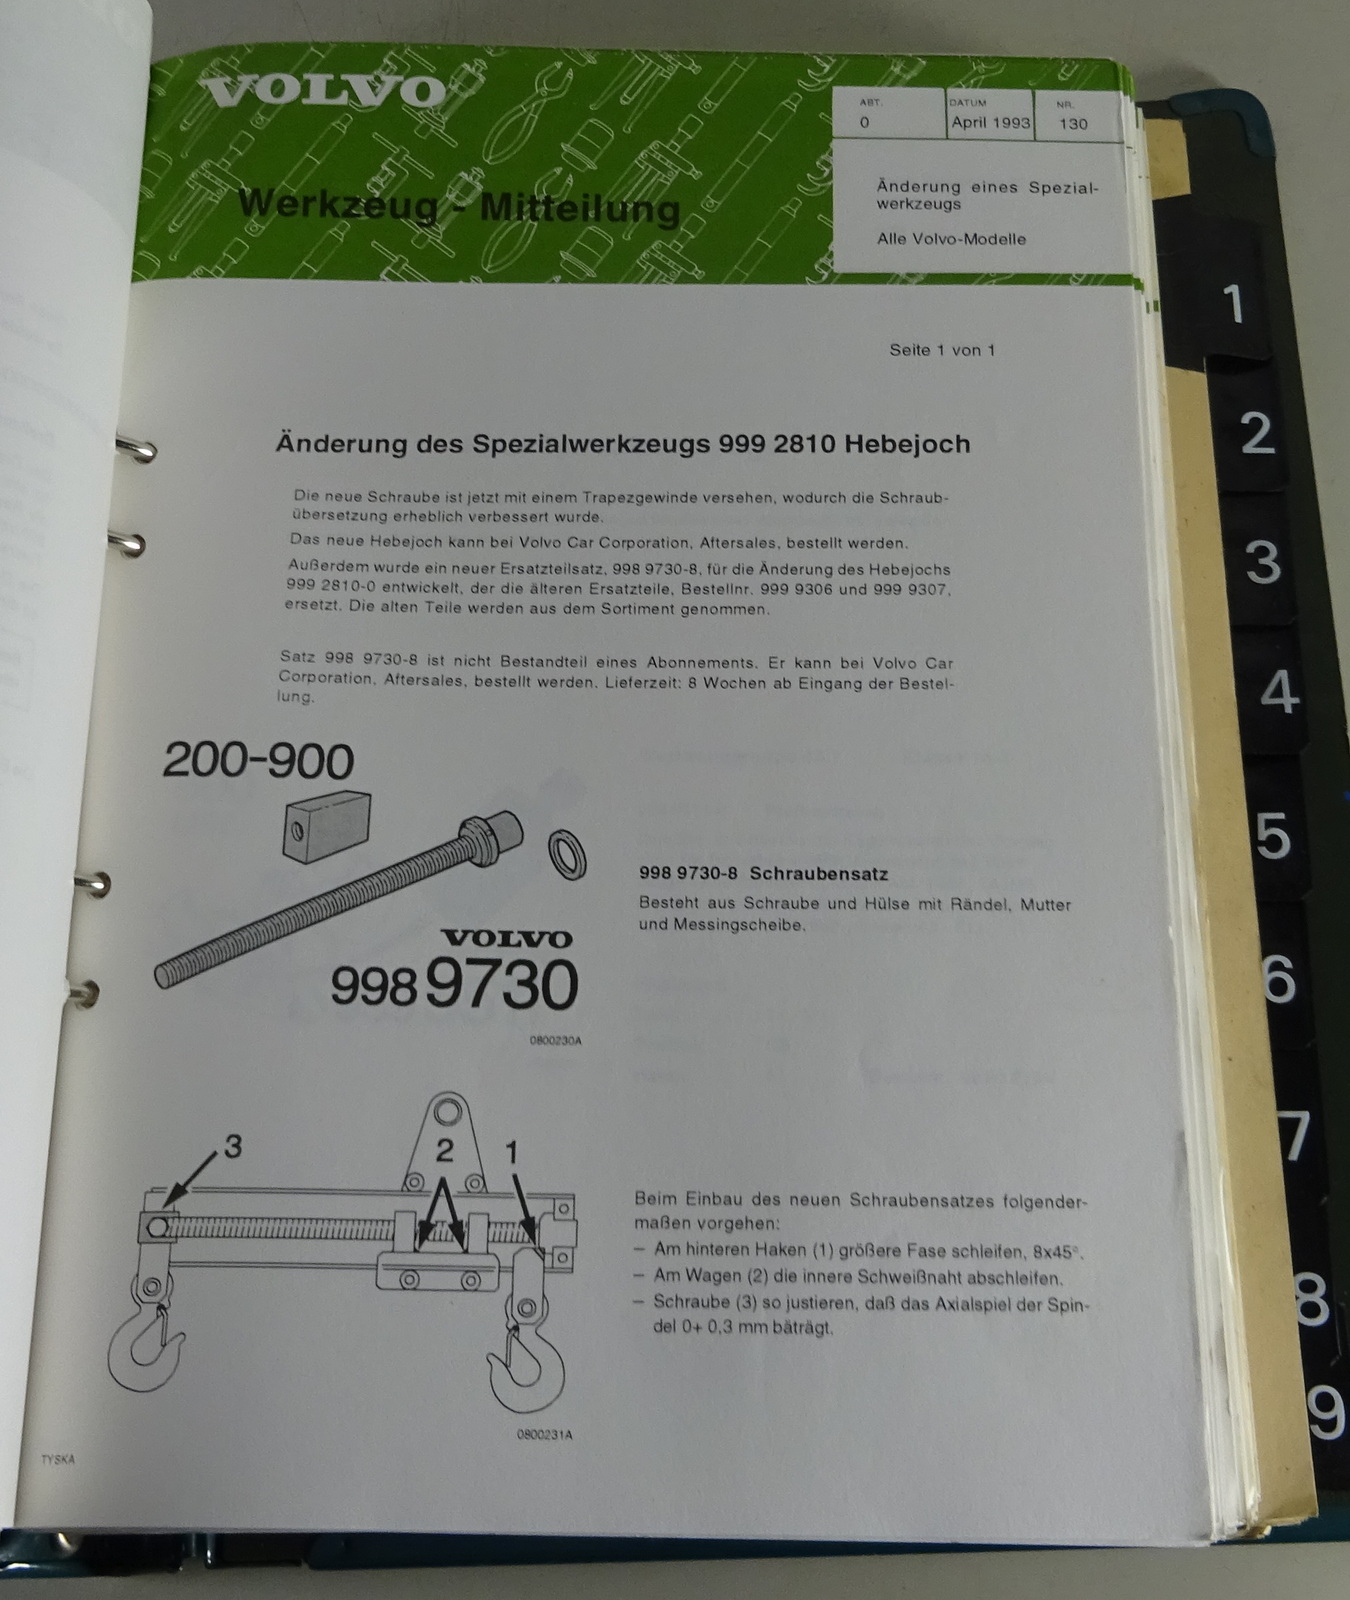 VOLVO
Werkzeug - Mitteilung
ABT.
0
DATUM
April 1993
NR.
130
Änderung eines Spezial-
werkzeugs
Alle Volvo-Modelle
Seite 1 von 1
Änderung des Spezialwerkzeugs 999 2810 Hebejoch
Die neue Schraube ist jetzt mit einem Trapezgewinde versehen, wodurch die Schraub-
übersetzung erheblich verbessert wurde.
Das neue Hebejoch kann bei Volvo Car Corporation, Aftersales, bestellt werden.
Außerdem wurde ein neuer Ersatzteilsatz, 998 9730-8, für die Änderung des Hebejochs
999 2810-0 entwickelt, der die älteren Ersatzteile, Bestellnr. 999 9306 und 999 9307,
ersetzt. Die alten Teile werden aus dem Sortiment genommen.
Satz 998 9730-8 ist nicht Bestandteil eines Abonnements. Er kann bei Volvo Car
Corporation, Aftersales, bestellt werden. Lieferzeit: 8 Wochen ab Eingang der Bestel-
lung.
200-900
VOLVO
998 9730
0800230A
998 9730-8 Schraubensatz
Besteht aus Schraube und Hülse mit Rändel, Mutter
und Messingscheibe.
3
2
1
0800231A
Beim Einbau des neuen Schraubensatzes folgender-
maßen vorgehen:
– Am hinteren Haken (1) größere Fase schleifen, 8x45°.
– Am Wagen (2) die innere Schweißnaht abschleifen.
– Schraube (3) so justieren, daß das Axialspiel der Spin-
del 0+ 0,3 mm bäträgt.
TYSKA
1
2
3
4
5
6
7
8
9